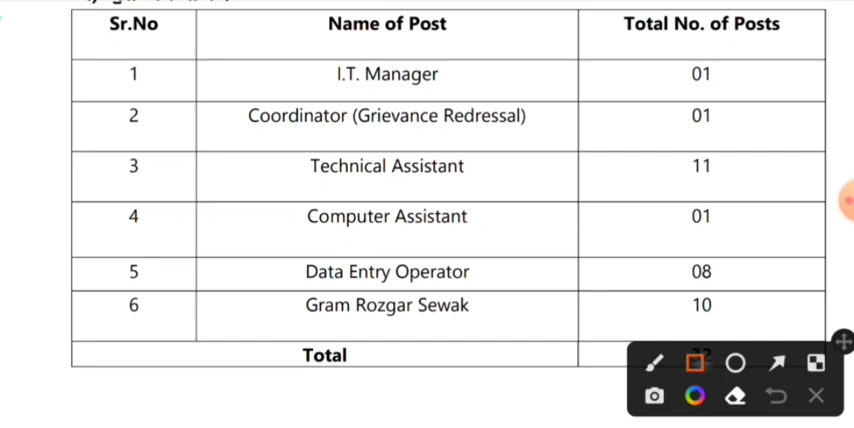 Sr.No Name of Post Total No. of Posts
1 I.T. Manager 01
2 Coordinator (Grievance Redressal) 01
3 Technical Assistant 11
4 Computer Assistant 01
5 Data Entry Operator 08
6 Gram Rozgar Sewak 10
Total